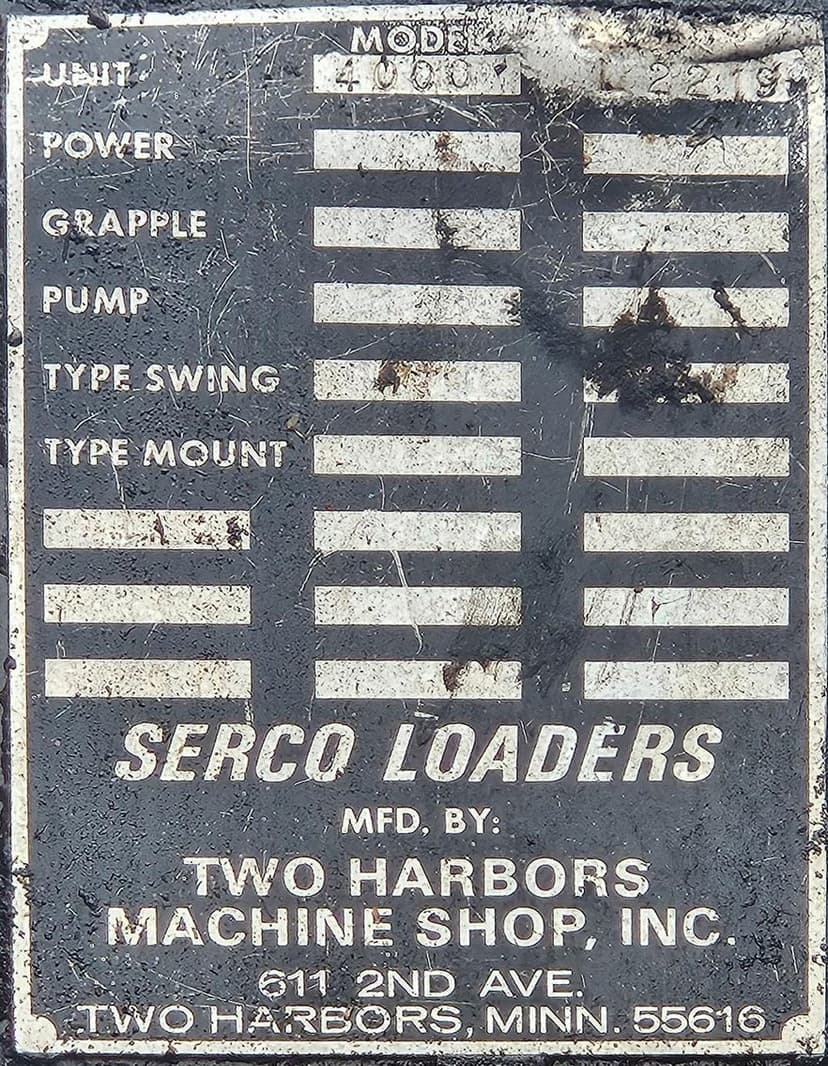 MODEL
UNIT 4000
POWER
GRAPPLE
PUMP
TYPE SWING
TYPE MOUNT
SERCO LOADERS
MFD. BY:
TWO HARBORS
MACHINE SHOP, INC.
611 2ND AVE.
TWO HARBORS, MINN. 55616